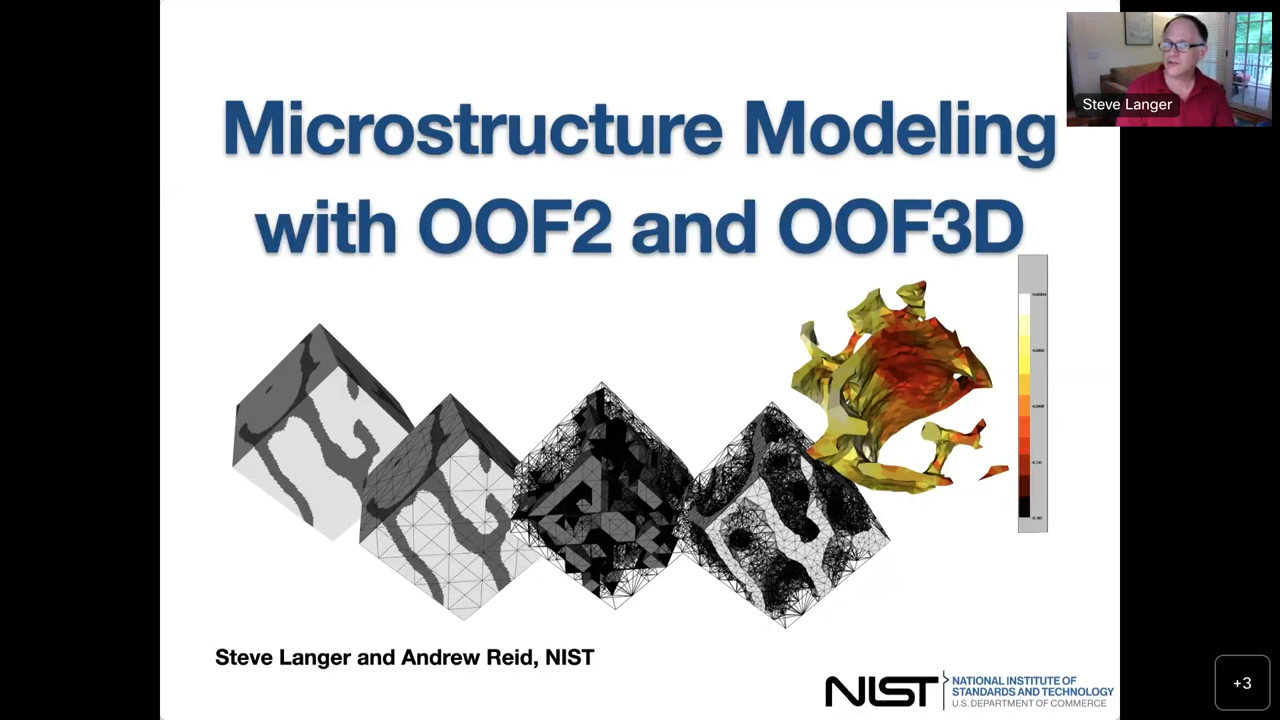 Microstructure Modeling
with OOF2 and OOF3D
Steve Langer
Steve Langer and Andrew Reid, NIST
NIST
NATIONAL INSTITUTE OF
STANDARDS AND TECHNOLOGY
U.S. DEPARTMENT OF COMMERCE
+3